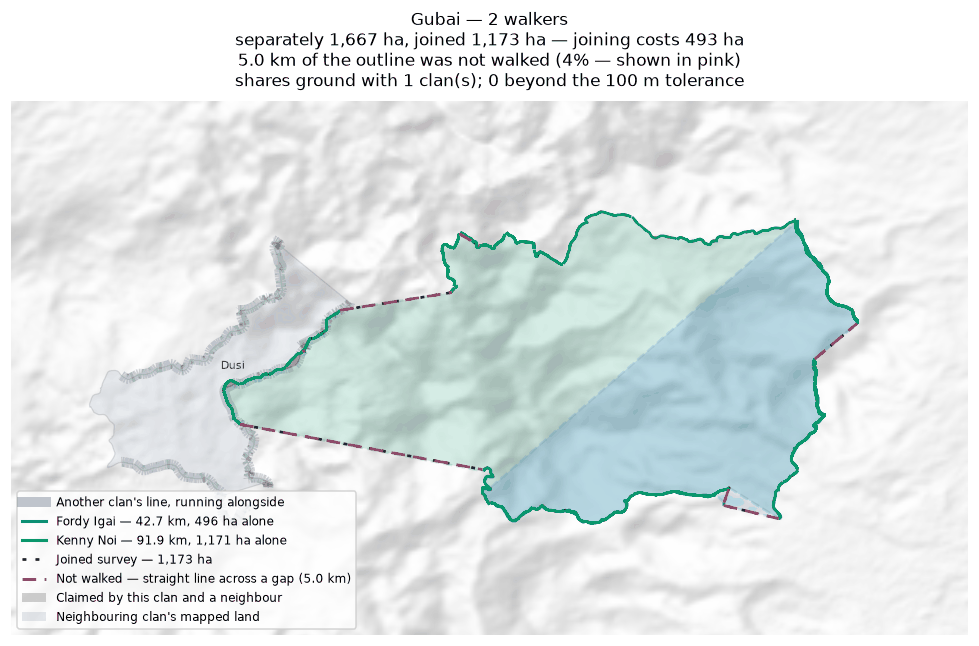 Gubai — 2 walkers
separately 1,667 ha, joined 1,173 ha — joining costs 493 ha
5.0 km of the outline was not walked (4% — shown in pink)
shares ground with 1 clan(s); 0 beyond the 100 m tolerance
Dusi
Another clan's line, running alongside
Fordy Igai — 42.7 km, 496 ha alone
Kenny Noi — 91.9 km, 1,171 ha alone
Joined survey — 1,173 ha
Not walked — straight line across a gap (5.0 km)
Claimed by this clan and a neighbour
Neighbouring clan's mapped land